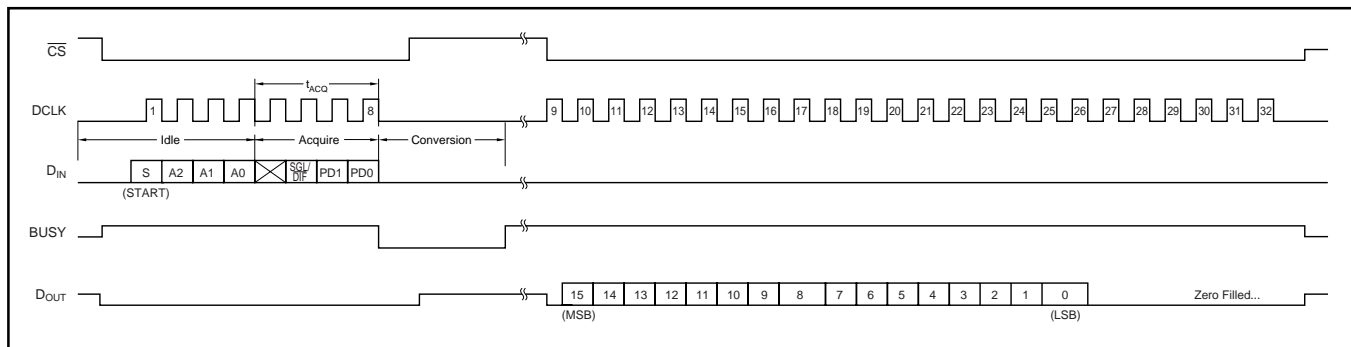 CS
tACQ
DCLK 1 8 9 10 11 12 13 14 15 16 17 18 19 20 21 22 23 24 25 26 27 28 29 30 31 32
Idle Acquire Conversion
DIN S A2 A1 A0 SGL/DIF PD1 PD0
(START)
BUSY
DOUT 15 14 13 12 11 10 9 8 7 6 5 4 3 2 1 0 Zero Filled...
(MSB) (LSB)